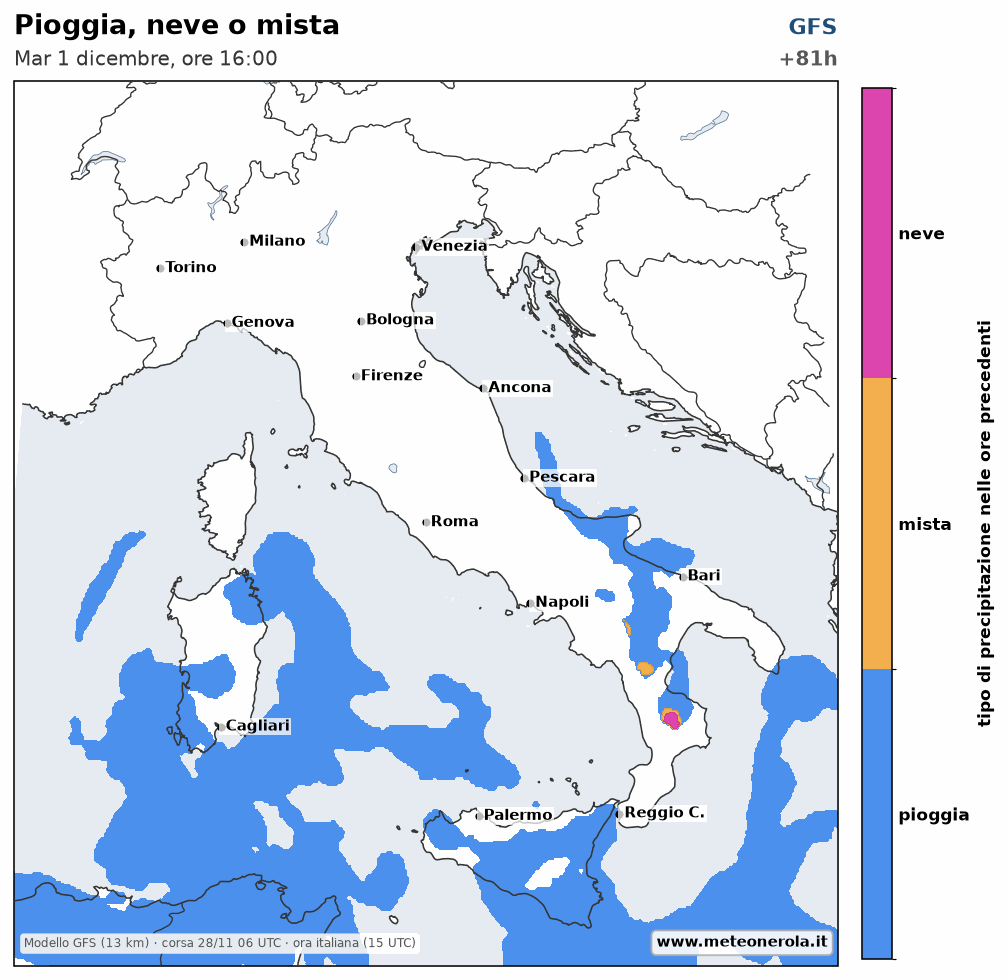 Pioggia, neve o mista
GFS
Mar 1 dicembre, ore 16:00
+81h
neve
Milano
Venezia
Torino
Genova
Bologna
Firenze
Ancona
Pescara
Roma
mista
Bari
Napoli
Cagliari
Palermo
Reggio C.
pioggia
tipo di precipitazione nelle ore precedenti
Modello GFS (13 km) · corsa 28/11 06 UTC · ora italiana (15 UTC)
www.meteonerola.it